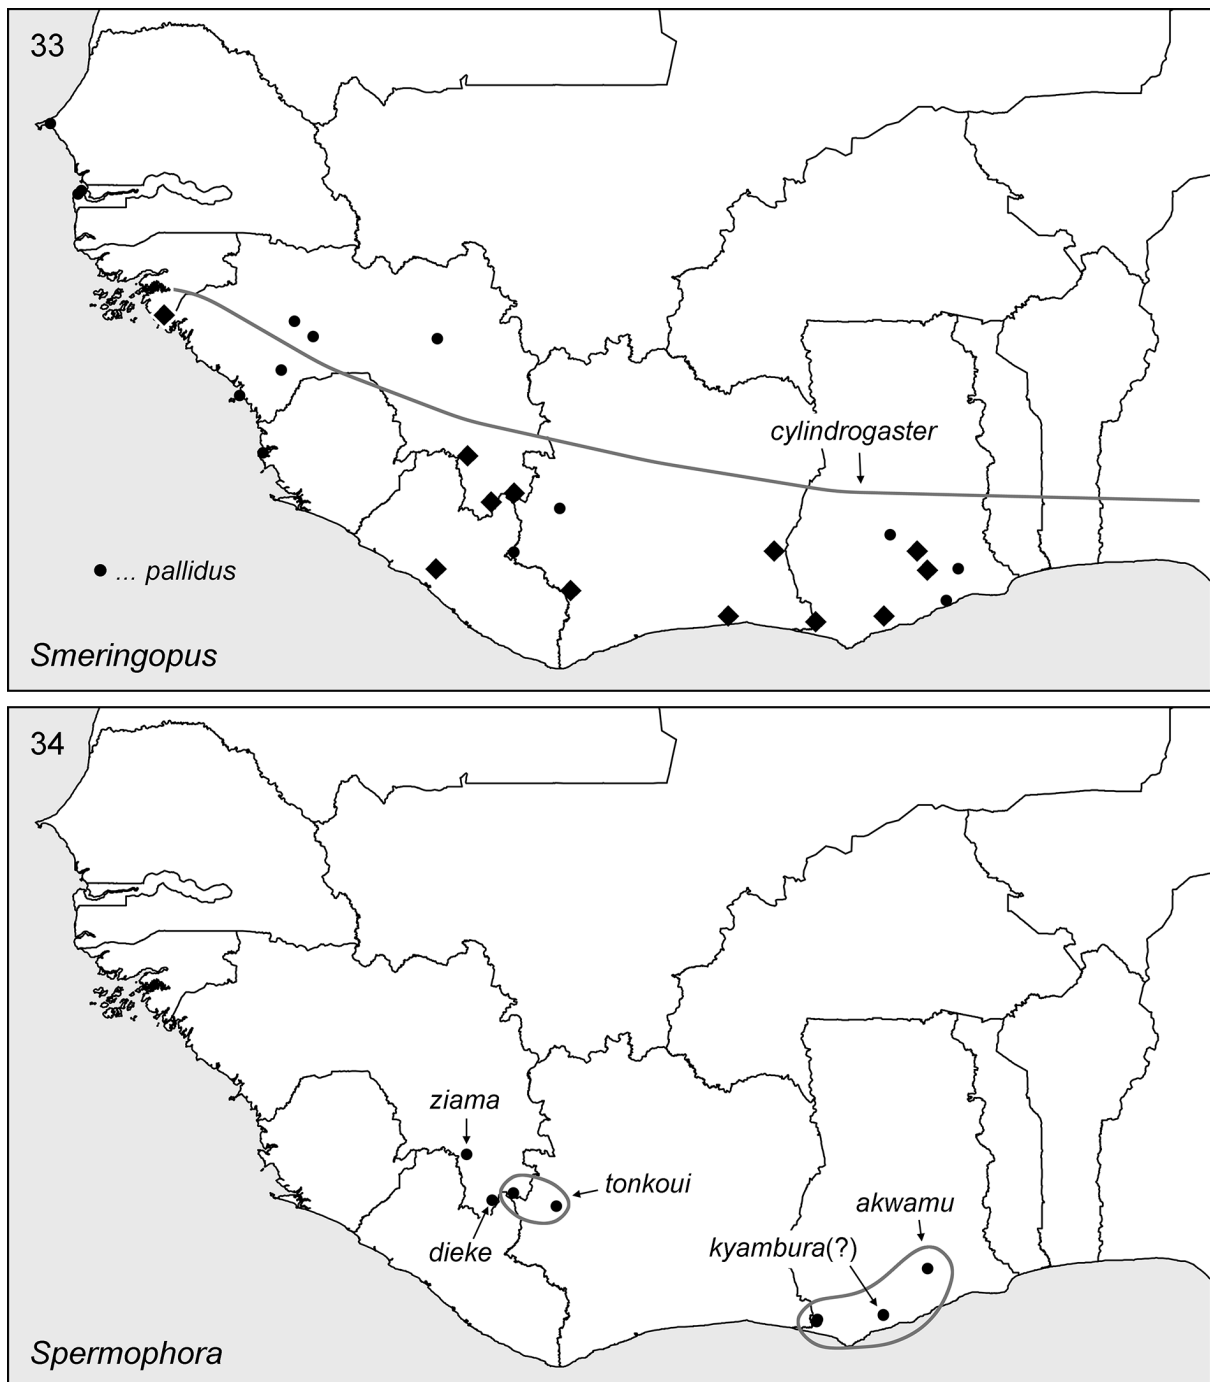 33
cylindrogaster
... pallidus
Smeringopus
34
ziama
tonkoui
akwamu
kyambura(?)
dieke
Spermophora